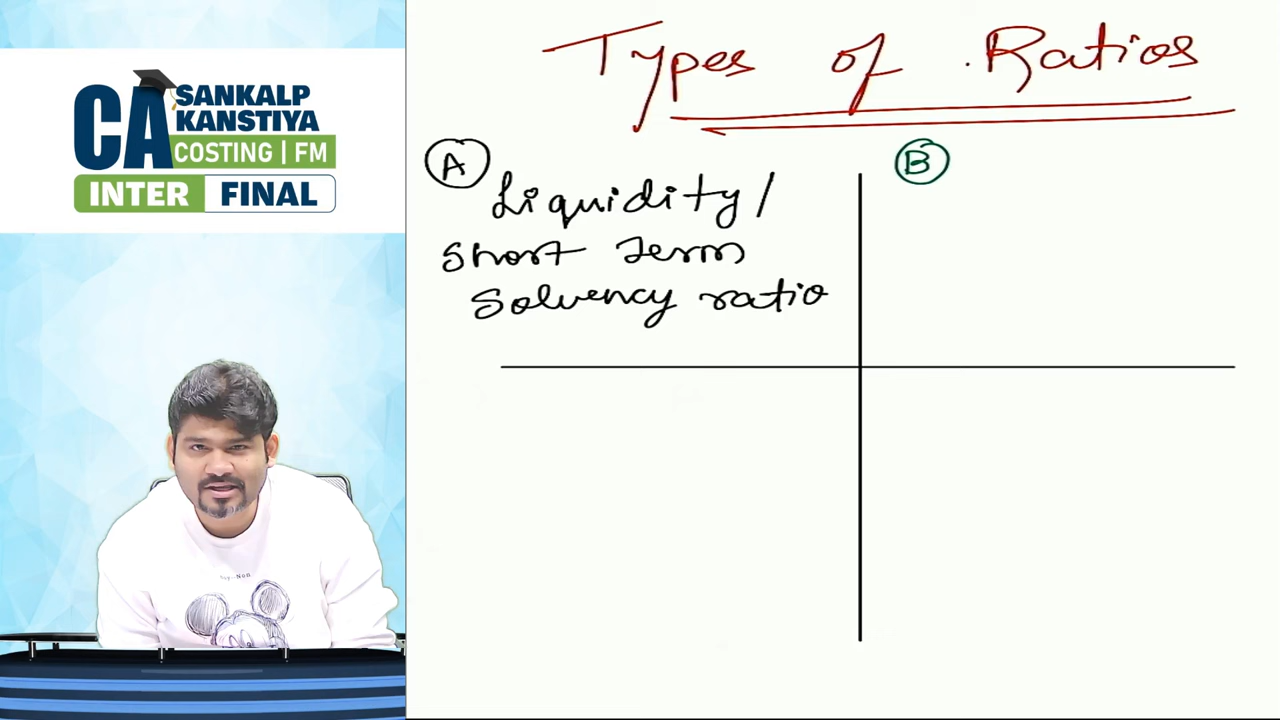 CA
SANKALP
KANSTIYA
COSTING | FM
INTER FINAL
Types of Ratios
A
Liquidity /
Short Term
Solvency ratio
B